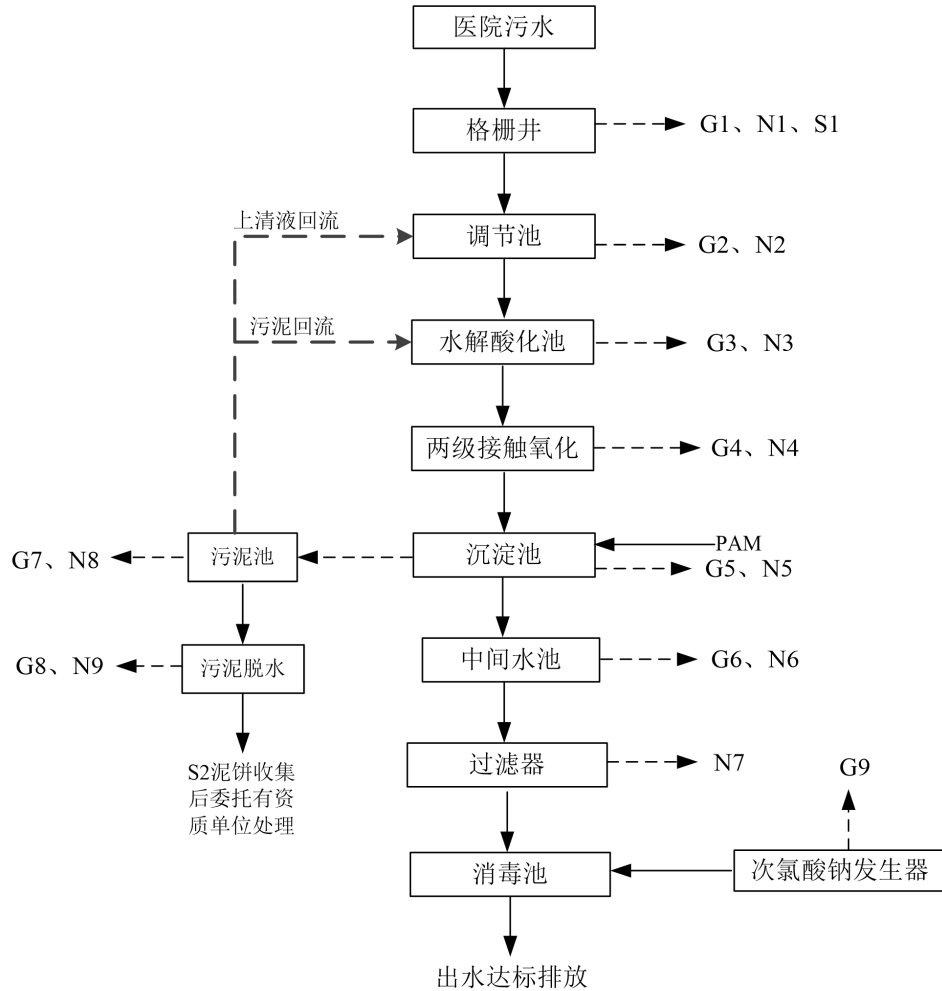 医院污水
格栅井
G1、N1、S1
上清液回流
调节池
G2、N2
污泥回流
水解酸化池
G3、N3
两级接触氧化
G4、N4
G7、N8
污泥池
沉淀池
PAM
G5、N5
G8、N9
污泥脱水
中间水池
G6、N6
S2泥饼收集
后委托有资
质单位处理
过滤器
N7
G9
消毒池
次氯酸钠发生器
出水达标排放